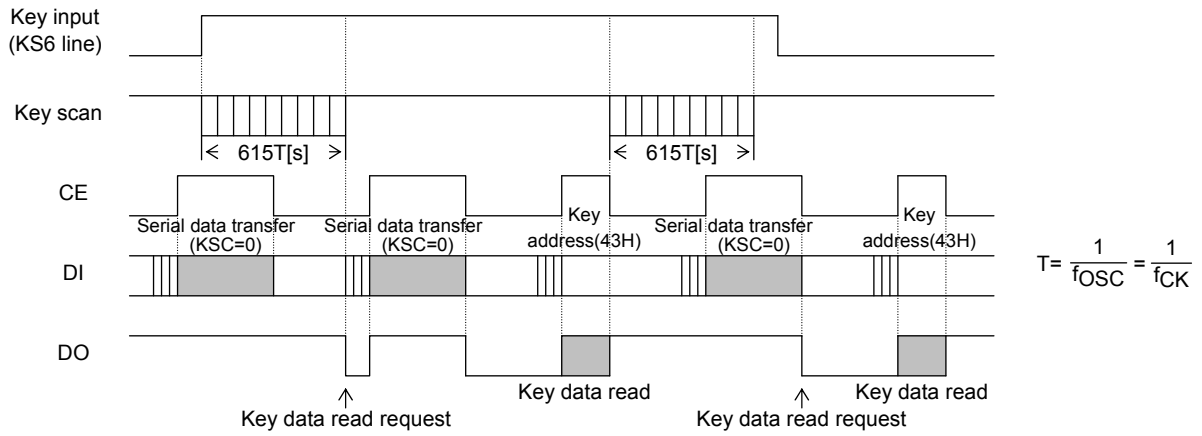 Key input
(KS6 line)
Key scan
615T[s]
615T[s]
CE
Serial data transfer
(KSC=0)
Serial data transfer
(KSC=0)
Key
address(43H)
Serial data transfer
(KSC=0)
Key
address(43H)
DI
T= 1/fOSC = 1/fCK
DO
Key data read
Key data read
Key data read request
Key data read request